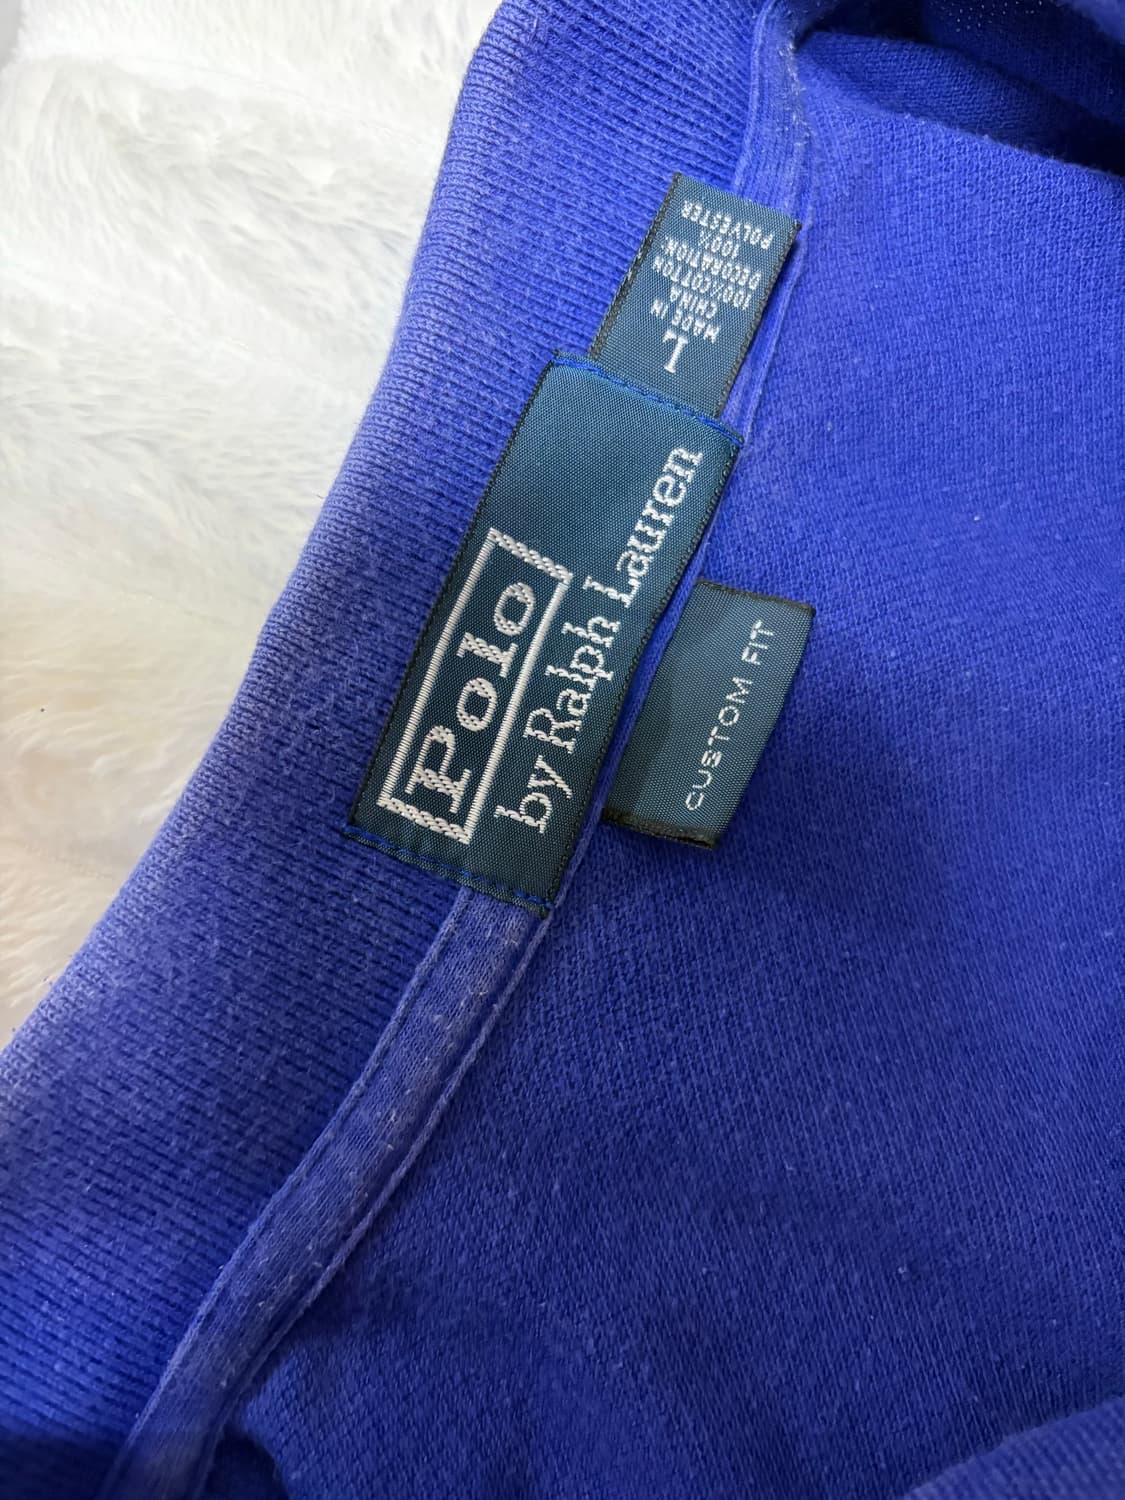 Polo
by Ralph Lauren
CUSTOM FIT
L
MADE IN
CHINA
100%COTTON
DECORATION:
100%
POLYESTER